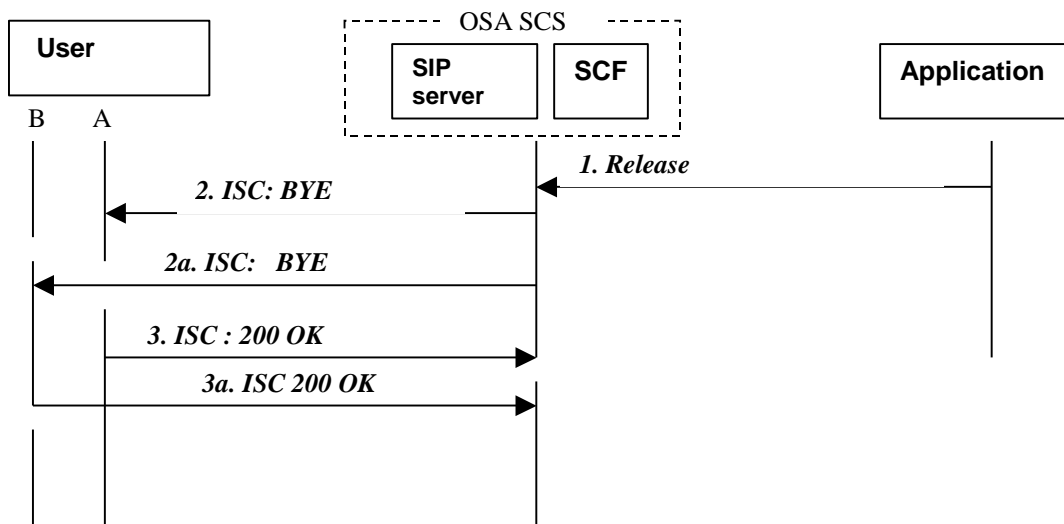 OSA SCS
User
SIP
server
SCF
Application
B
A
1. Release
2. ISC: BYE
2a. ISC: BYE
3. ISC : 200 OK
3a. ISC 200 OK